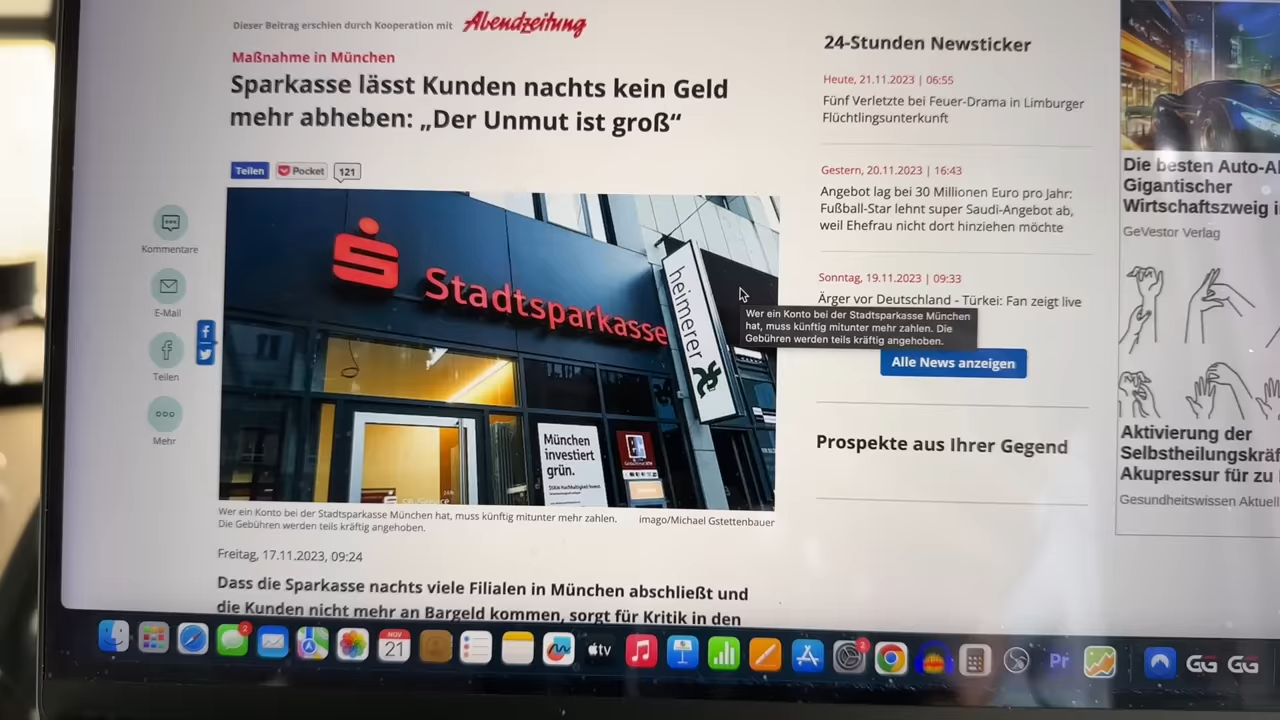 Dieser Beitrag erschien durch Kooperation mit Abendzeitung
Maßnahme in München
Sparkasse lässt Kunden nachts kein Geld
mehr abheben: „Der Unmut ist groß“
Teilen
Pocket
121
Kommentare
E-Mail
Teilen
Mehr
Stadtsparkasse
heimerer
München
investiert
grün.
Wer ein Konto bei der Stadtsparkasse München
hat, muss künftig mitunter mehr zahlen. Die
Gebühren werden teils kräftig angehoben.
Wer ein Konto bei der Stadtsparkasse München hat, muss künftig mitunter mehr zahlen.
Die Gebühren werden teils kräftig angehoben.
imago/Michael Gstettenbauer
Freitag, 17.11.2023, 09:24
Dass die Sparkasse nachts viele Filialen in München abschließt und
die Kunden nicht mehr an Bargeld kommen, sorgt für Kritik in den
24-Stunden Newsticker
Heute, 21.11.2023 | 06:55
Fünf Verletzte bei Feuer-Drama in Limburger
Flüchtlingsunterkunft
Gestern, 20.11.2023 | 16:43
Angebot lag bei 30 Millionen Euro pro Jahr:
Fußball-Star lehnt super Saudi-Angebot ab,
weil Ehefrau nicht dort hinziehen möchte
Sonntag, 19.11.2023 | 09:33
Ärger vor Deutschland - Türkei: Fan zeigt live
Alle News anzeigen
Prospekte aus Ihrer Gegend
Die besten Auto-A
Gigantischer
Wirtschaftszweig i
GeVestor Verlag
Aktivierung der
Selbstheilungskräf
Akupressur für zu
Gesundheitswissen Aktuell
2
NOV
21
tv
2
Pr
GG
GG